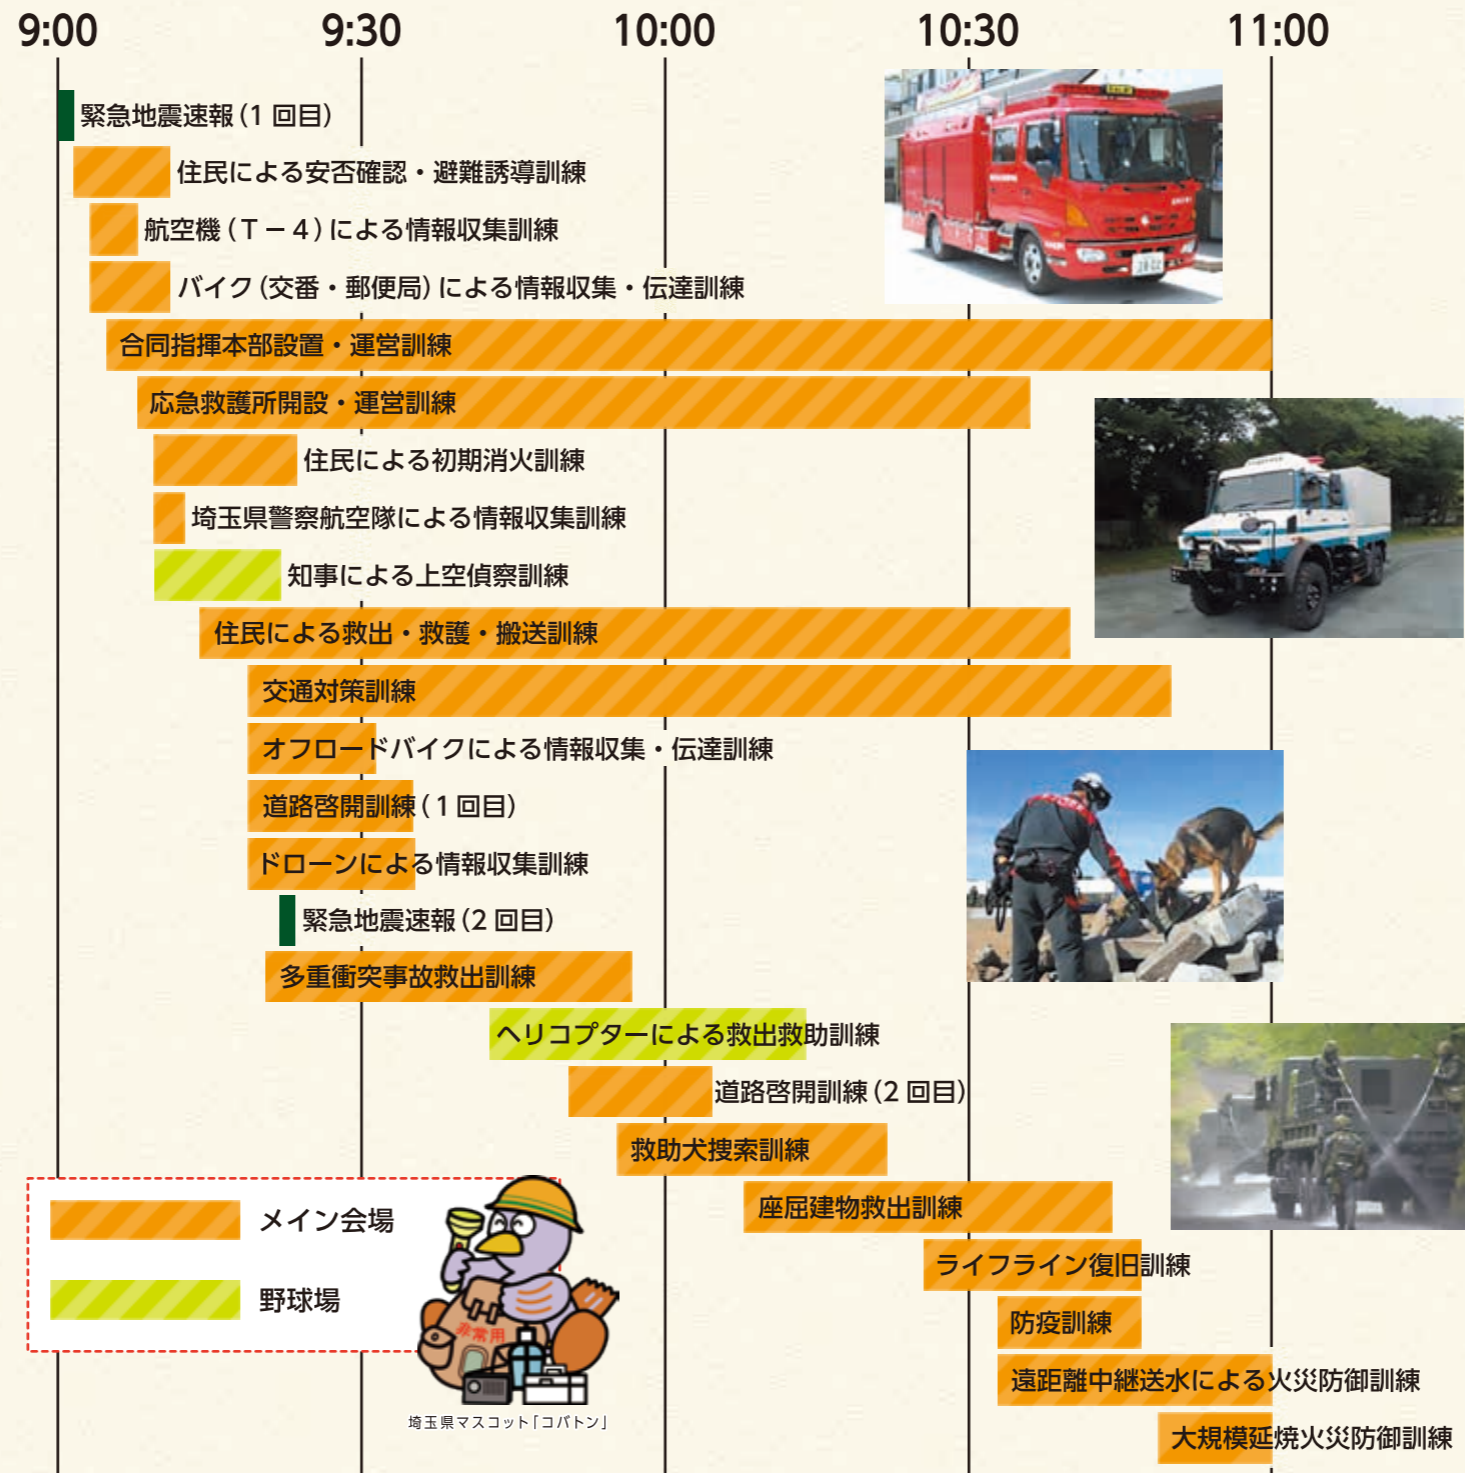 9:00 9:30 10:00 10:30 11:00
緊急地震速報(1回目)
住民による安否確認・避難誘導訓練
航空機(T－4)による情報収集訓練
バイク(交番・郵便局)による情報収集・伝達訓練
合同指揮本部設置・運営訓練
応急救護所開設・運営訓練
住民による初期消火訓練
埼玉県警察航空隊による情報収集訓練
知事による上空偵察訓練
住民による救出・救護・搬送訓練
交通対策訓練
オフロードバイクによる情報収集・伝達訓練
道路啓開訓練(1回目)
ドローンによる情報収集訓練
緊急地震速報(2回目)
多重衝突事故救出訓練
ヘリコプターによる救出救助訓練
道路啓開訓練(2回目)
救助犬捜索訓練
座屈建物救出訓練
ライフライン復旧訓練
防疫訓練
遠距離中継送水による火災防御訓練
大規模延焼火災防御訓練
メイン会場
野球場
非常用
埼玉県マスコット「コバトン」